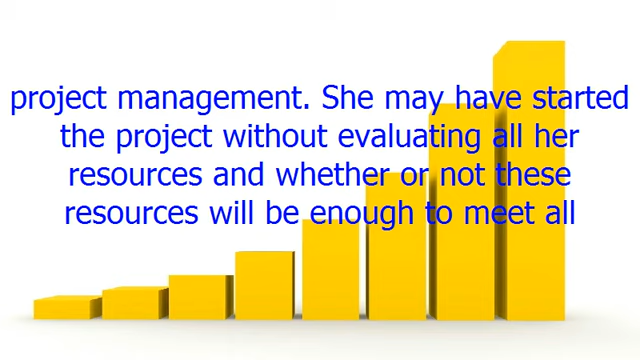 project management. She may have started
the project without evaluating all her
resources and whether or not these
resources will be enough to meet all